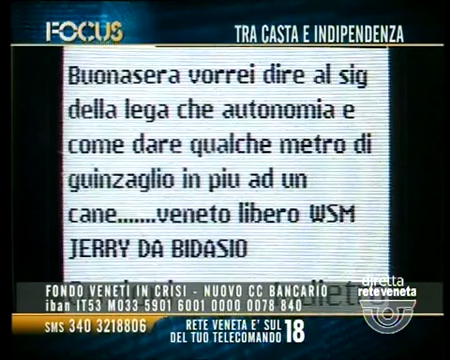 FOCUS
TRA CASTA E INDIPENDENZA
Buonasera vorrei dire al sig
della lega che autonomia e
come dare qualche metro di
guinzaglio in piu ad un
cane.......veneto libero WSM
JERRY DA BIDASIO
diretta
reteveneta
FONDO VENETI IN CRISI - NUOVO CC BANCARIO
iban IT53 M033 5901 6001 0000 0078 840
SMS 340 3218806
RETE VENETA E' SUL
DEL TUO TELECOMANDO 18